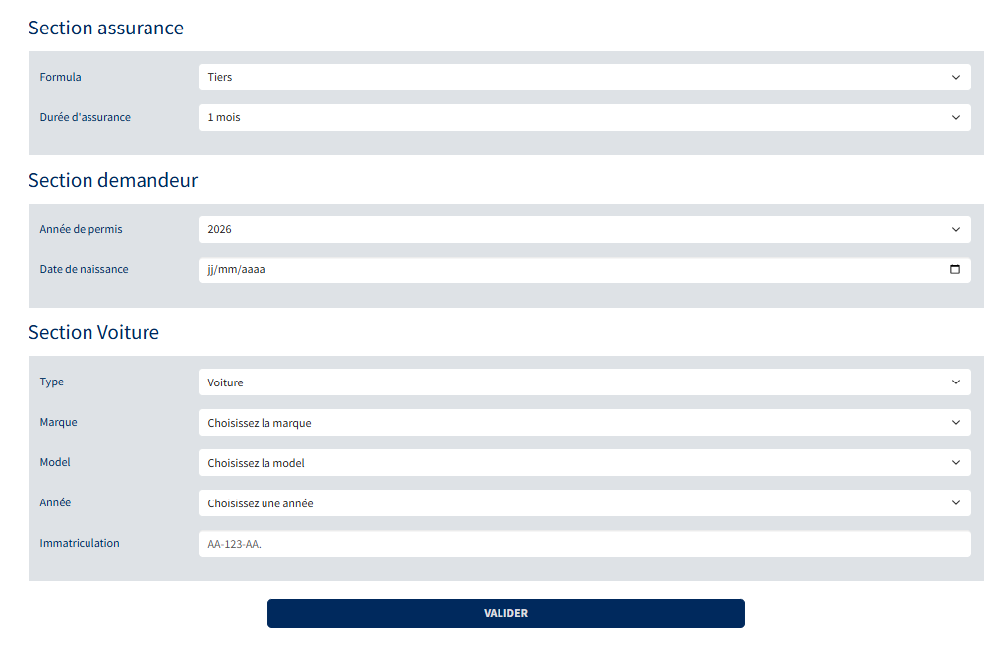 Section assurance
Formula Tiers
Durée d'assurance 1 mois
Section demandeur
Année de permis 2026
Date de naissance jj/mm/aaaa
Section Voiture
Type Voiture
Marque Choisissez la marque
Model Choisissez la model
Année Choisissez une année
Immatriculation AA-123-AA.
VALIDER